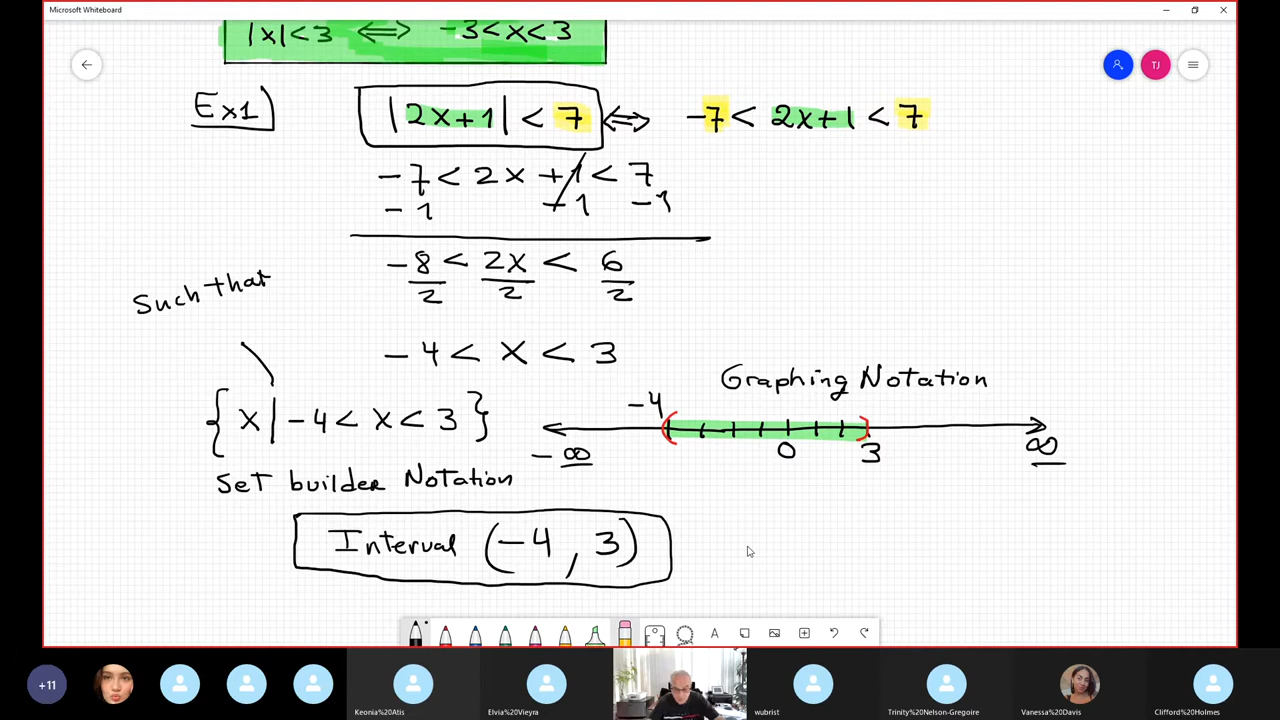 Microsoft Whiteboard
|x|<3 ⟺ -3<x<3
TJ
Ex1 |2x+1| < 7 ⟺ -7 < 2x+1 < 7
-7 < 2x +1 < 7
-1 -1 -1
-8 < 2x < 6
2 2 2
Such that
-4 < x < 3
Graphing Notation
{x | -4 < x < 3}
-4
( )
-∞ 0 3 ∞
Set builder Notation
Interval (-4, 3)
A
+11
Keonia%20Atis
Elvia%20Vieyra
wubrist
Trinity%20Nelson-Gregoire
Vanessa%20Davis
Clifford%20Holmes